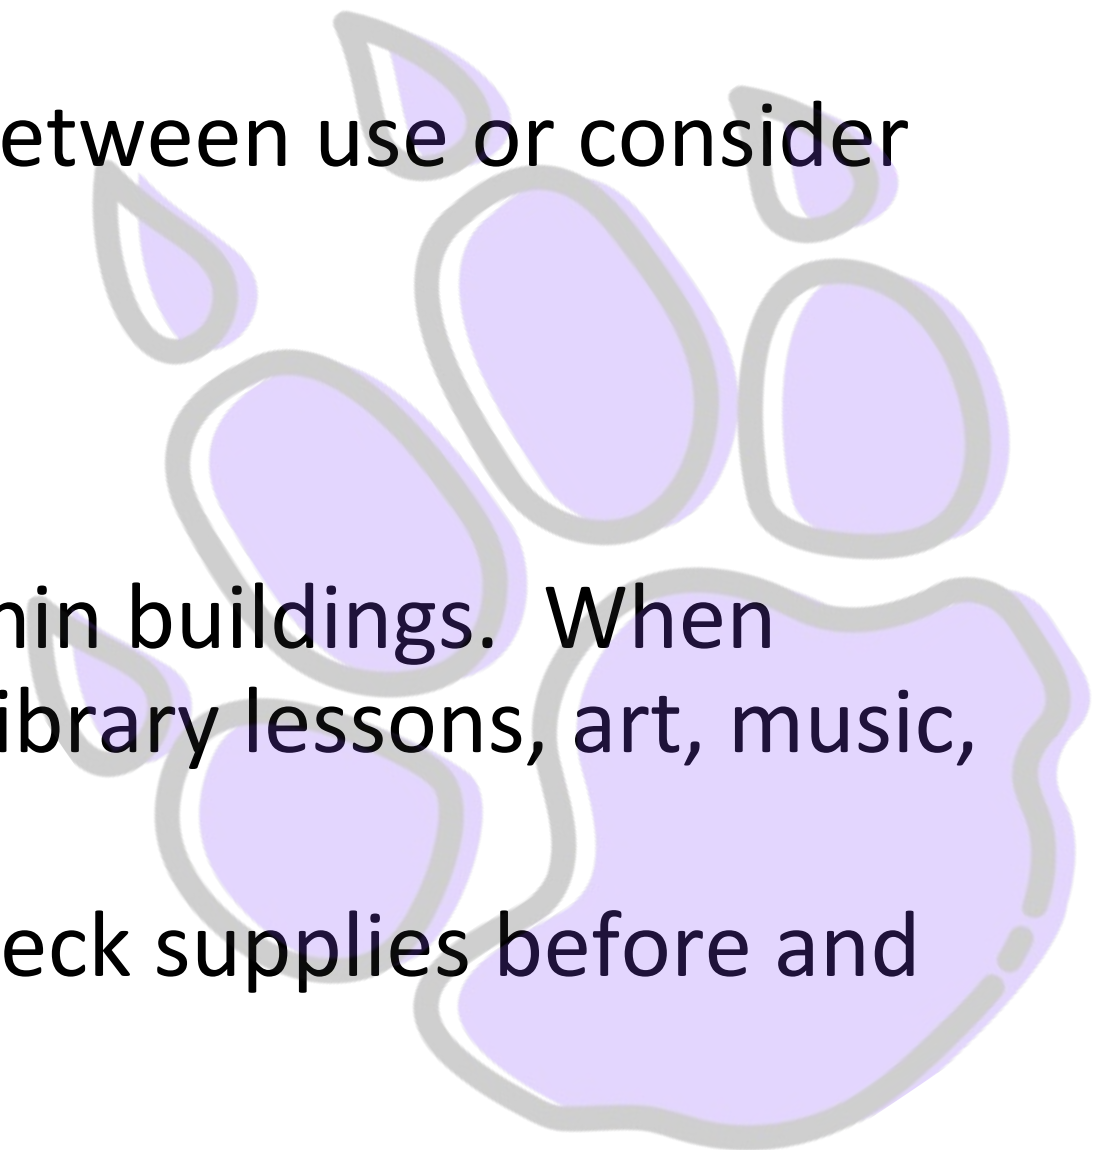 etween use or consider
hin buildings.  When
ibrary lessons, art, music,
eck supplies before and